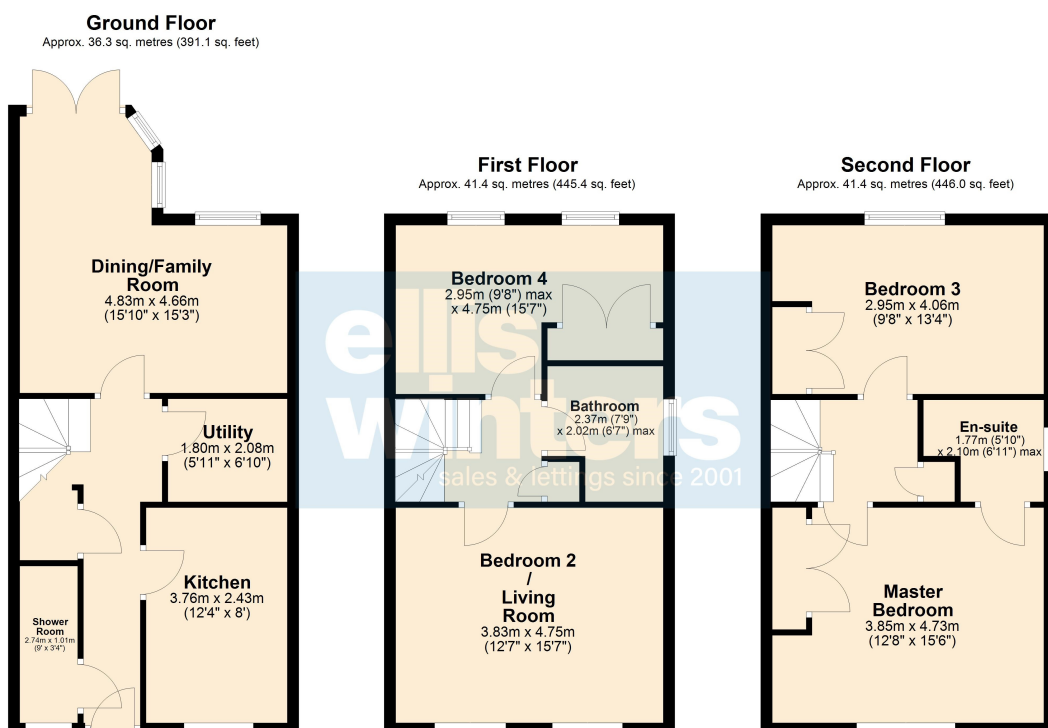 Ground Floor
Approx. 36.3 sq. metres (391.1 sq. feet)
Dining/Family
Room
4.83m x 4.66m
(15'10" x 15'3")
Utility
1.80m x 2.08m
(5'11" x 6'10")
Kitchen
3.76m x 2.43m
(12'4" x 8')
Shower
Room
2.74m x 1.01m
(9' x 3'4")
First Floor
Approx. 41.4 sq. metres (445.4 sq. feet)
Bedroom 4
2.95m (9'8") max
x 4.75m (15'7")
Bathroom
2.37m (7'9")
x 2.02m (6'7") max
Bedroom 2
/
Living
Room
3.83m x 4.75m
(12'7" x 15'7")
Second Floor
Approx. 41.4 sq. metres (446.0 sq. feet)
Bedroom 3
2.95m x 4.06m
(9'8" x 13'4")
En-suite
1.77m (5'10")
x 2.10m (6'11") max
Master
Bedroom
3.85m x 4.73m
(12'8" x 15'6")
ellis
winters
sales & lettings since 2001